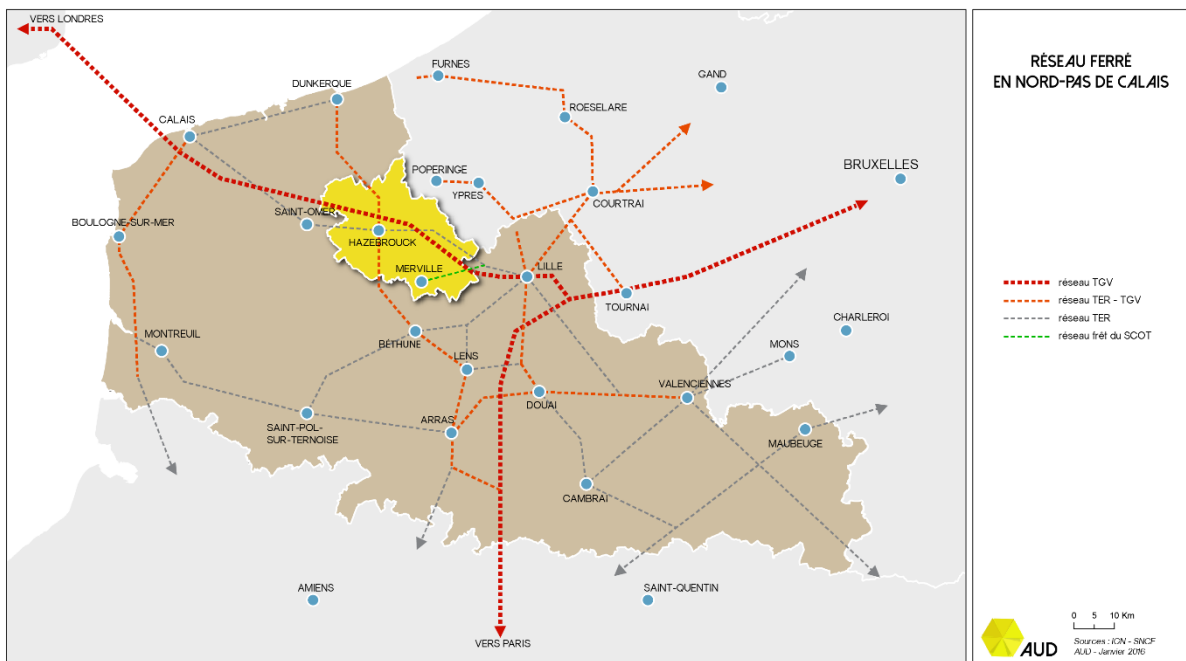 VERS LONDRES
FURNES
GAND
DUNKERQUE
ROESELARE
CALAIS
POPERINGE
YPRES
BRUXELLES
COURTRAI
SAINT-OMER
BOULOGNE-SUR-MER
HAZEBROUCK
MERVILLE
LILLE
TOURNAI
CHARLEROI
MONTREUIL
BÉTHUNE
LENS
MONS
VALENCIENNES
DOUAI
SAINT-POL-
SUR-TERNOISE
ARRAS
MAUBEUGE
CAMBRAI
AMIENS
SAINT-QUENTIN
VERS PARIS
RÉSEAU FERRÉ
EN NORD-PAS DE CALAIS
réseau TGV
réseau TER - TGV
réseau TER
réseau frêt du SCOT
0 5 10 Km
AUD
Sources : IGN - SNCF
AUD - Janvier 2016